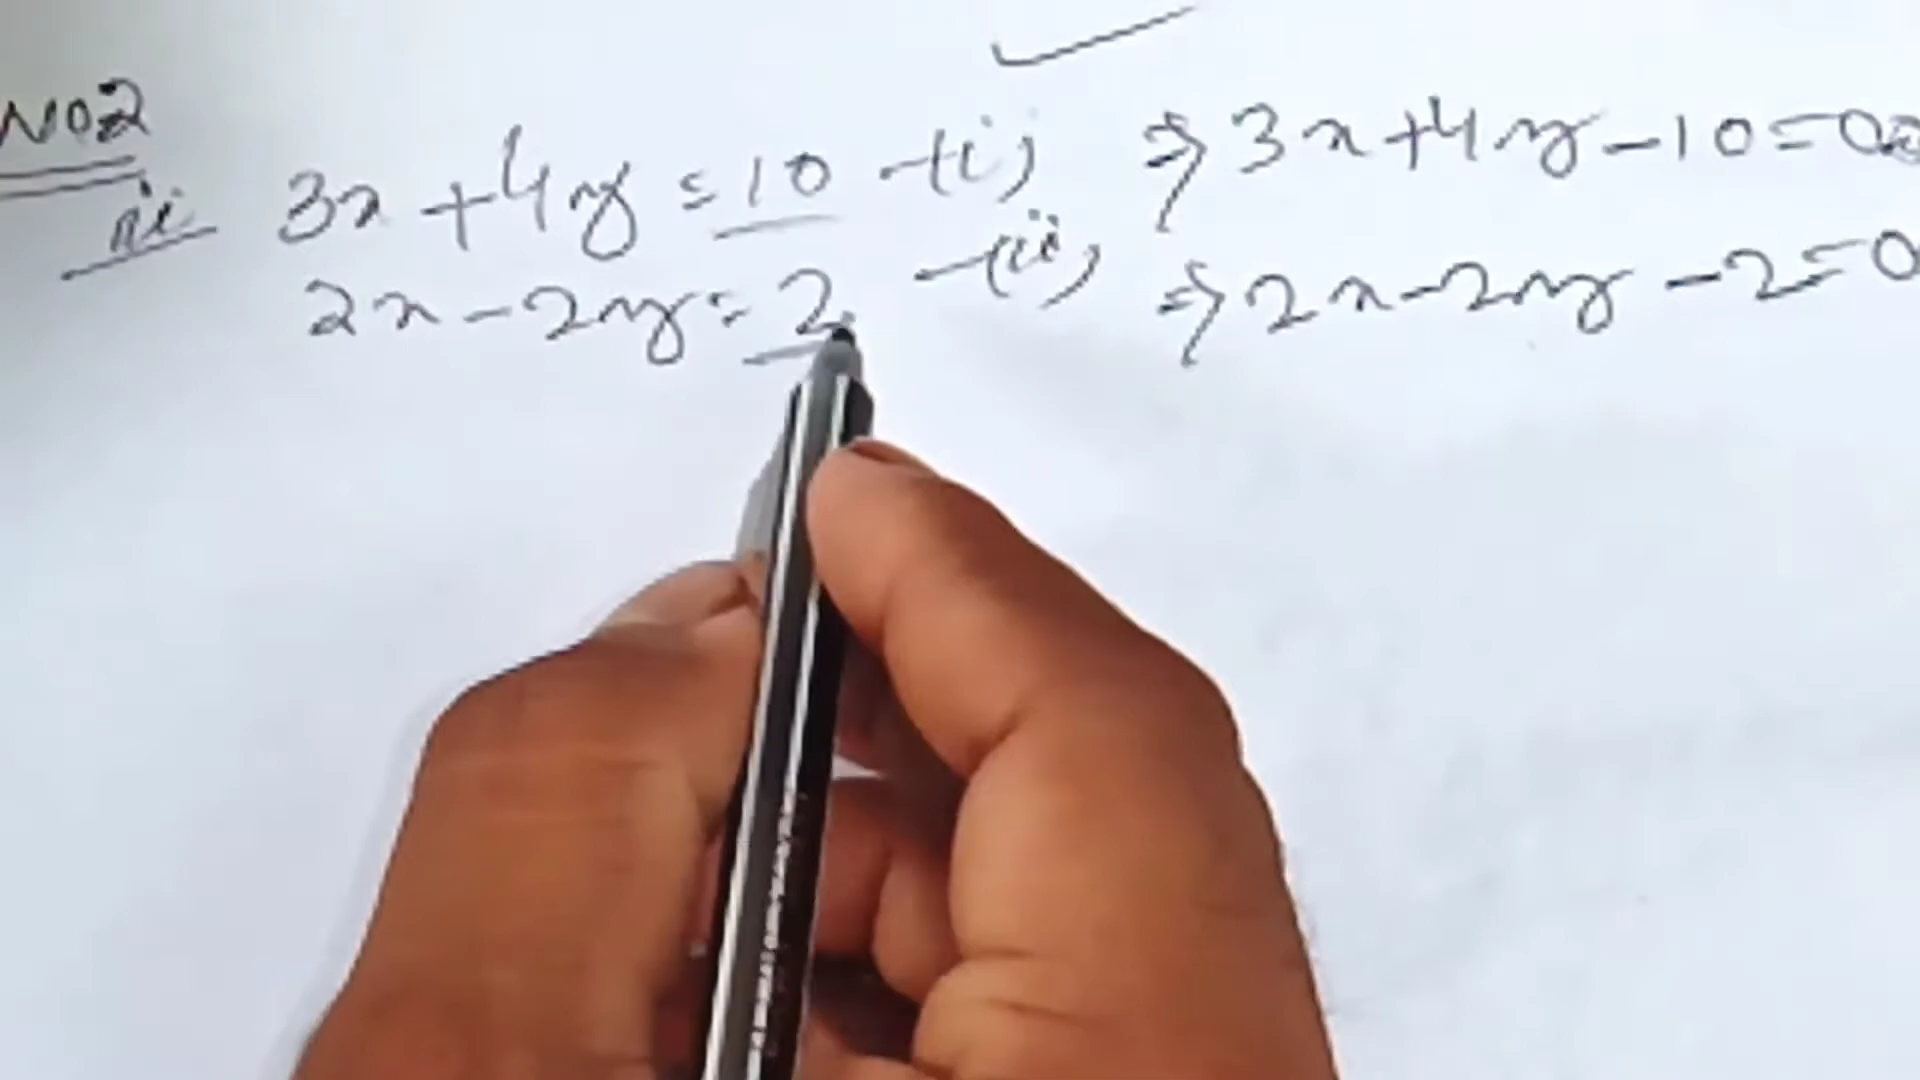 NO2
ii 3x + 4y = 10 -(i) ⇒ 3x + 4y - 10 = 0
2x - 2y = 2 -(ii) ⇒ 2x - 2y - 2 = 0